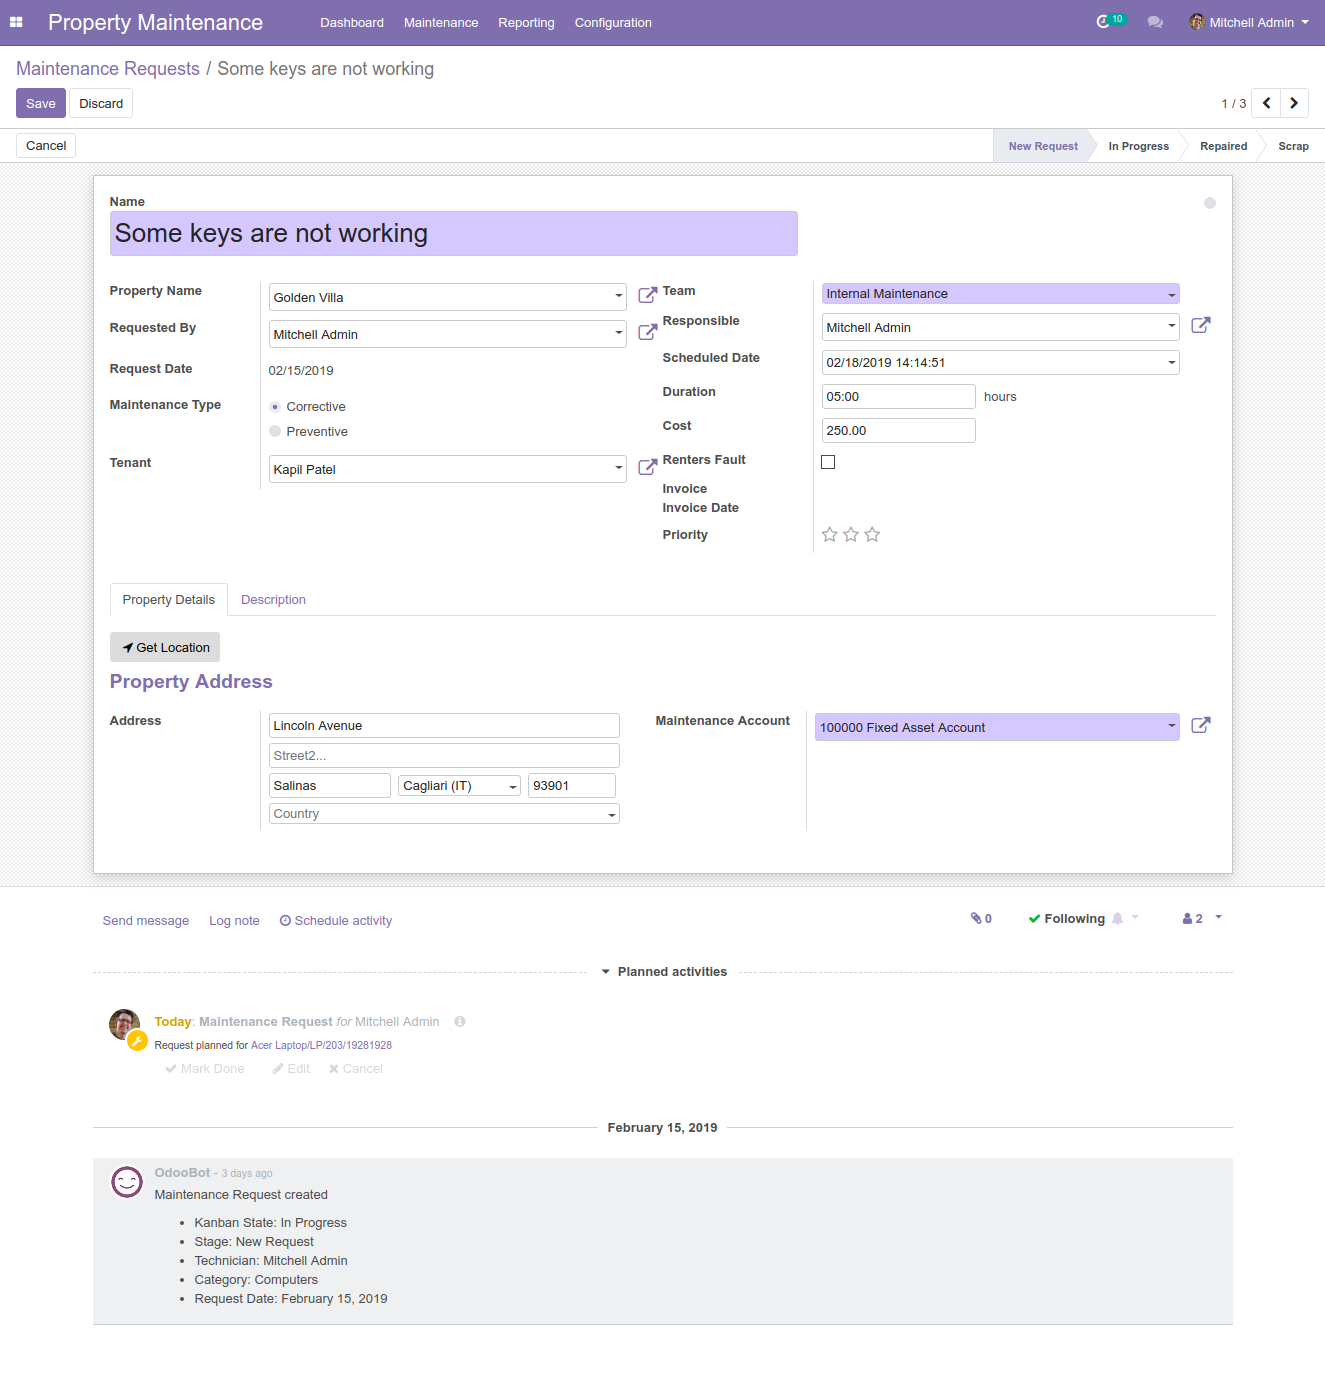 Property Maintenance Dashboard Maintenance Reporting Configuration 10 Mitchell Admin
Maintenance Requests / Some keys are not working
Save Discard 1 / 3
Cancel New Request In Progress Repaired Scrap
Name
Some keys are not working
Property Name Golden Villa Team Internal Maintenance
Requested By Mitchell Admin Responsible Mitchell Admin
Request Date 02/15/2019 Scheduled Date 02/18/2019 14:14:51
Maintenance Type Corrective Duration 05:00 hours
Preventive Cost 250.00
Tenant Kapil Patel Renters Fault
Invoice
Invoice Date
Priority
Property Details Description
Get Location
Property Address
Address Lincoln Avenue Maintenance Account 100000 Fixed Asset Account
Street2...
Salinas Cagliari (IT) 93901
Country
Send message Log note Schedule activity 0 Following 2
Planned activities
Today: Maintenance Request for Mitchell Admin
Request planned for Acer Laptop/LP/203/19281928
Mark Done Edit Cancel
February 15, 2019
OdooBot - 3 days ago
Maintenance Request created
• Kanban State: In Progress
• Stage: New Request
• Technician: Mitchell Admin
• Category: Computers
• Request Date: February 15, 2019